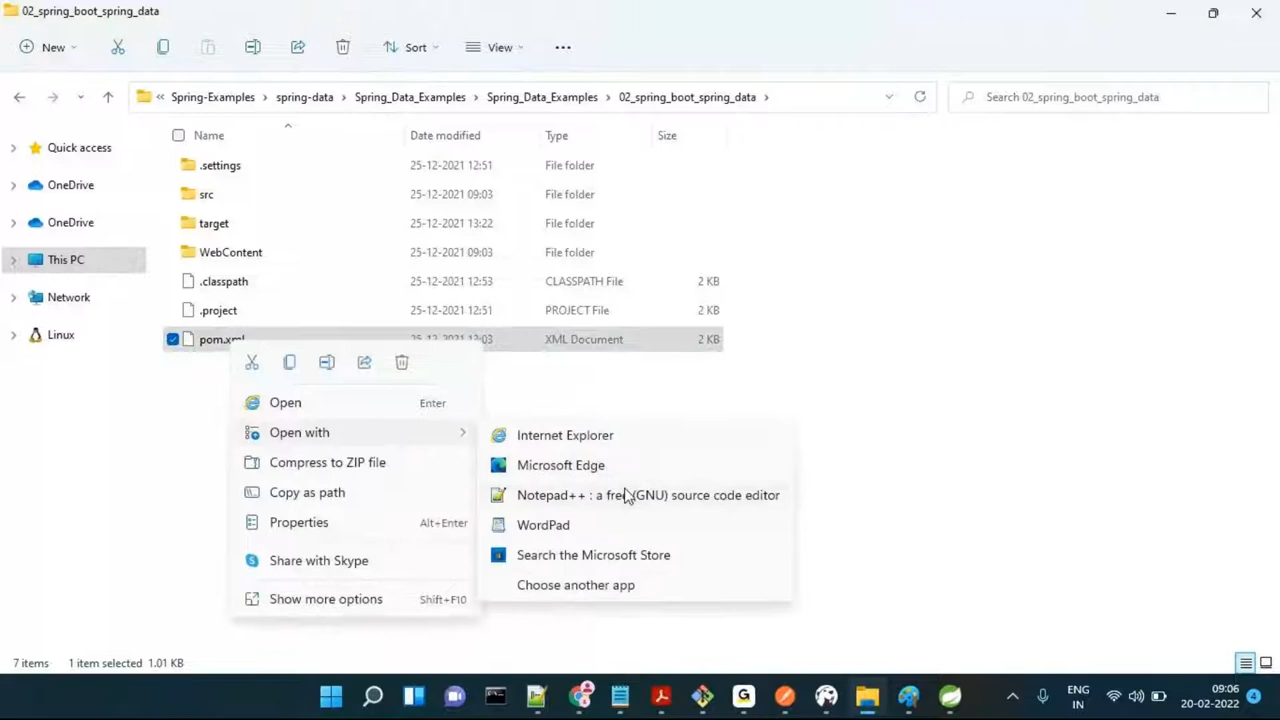 02_spring_boot_spring_data
New
Sort
View
Spring-Examples
spring-data
Spring_Data_Examples
Spring_Data_Examples
02_spring_boot_spring_data
Search 02_spring_boot_spring_data
Quick access
OneDrive
OneDrive
This PC
Network
Linux
Name Date modified Type Size
.settings 25-12-2021 12:51 File folder
src 25-12-2021 09:03 File folder
target 25-12-2021 13:22 File folder
WebContent 25-12-2021 09:03 File folder
.classpath 25-12-2021 12:53 CLASSPATH File 2 KB
.project 25-12-2021 12:51 PROJECT File 2 KB
pom.xml 25-12-2021 13:03 XML Document 2 KB
Open Enter
Open with
Compress to ZIP file
Copy as path
Properties Alt+Enter
Share with Skype
Show more options Shift+F10
Internet Explorer
Microsoft Edge
Notepad++ : a free (GNU) source code editor
WordPad
Search the Microsoft Store
Choose another app
7 items 1 item selected 1.01 KB
ENG
IN
09:06
20-02-2022
4